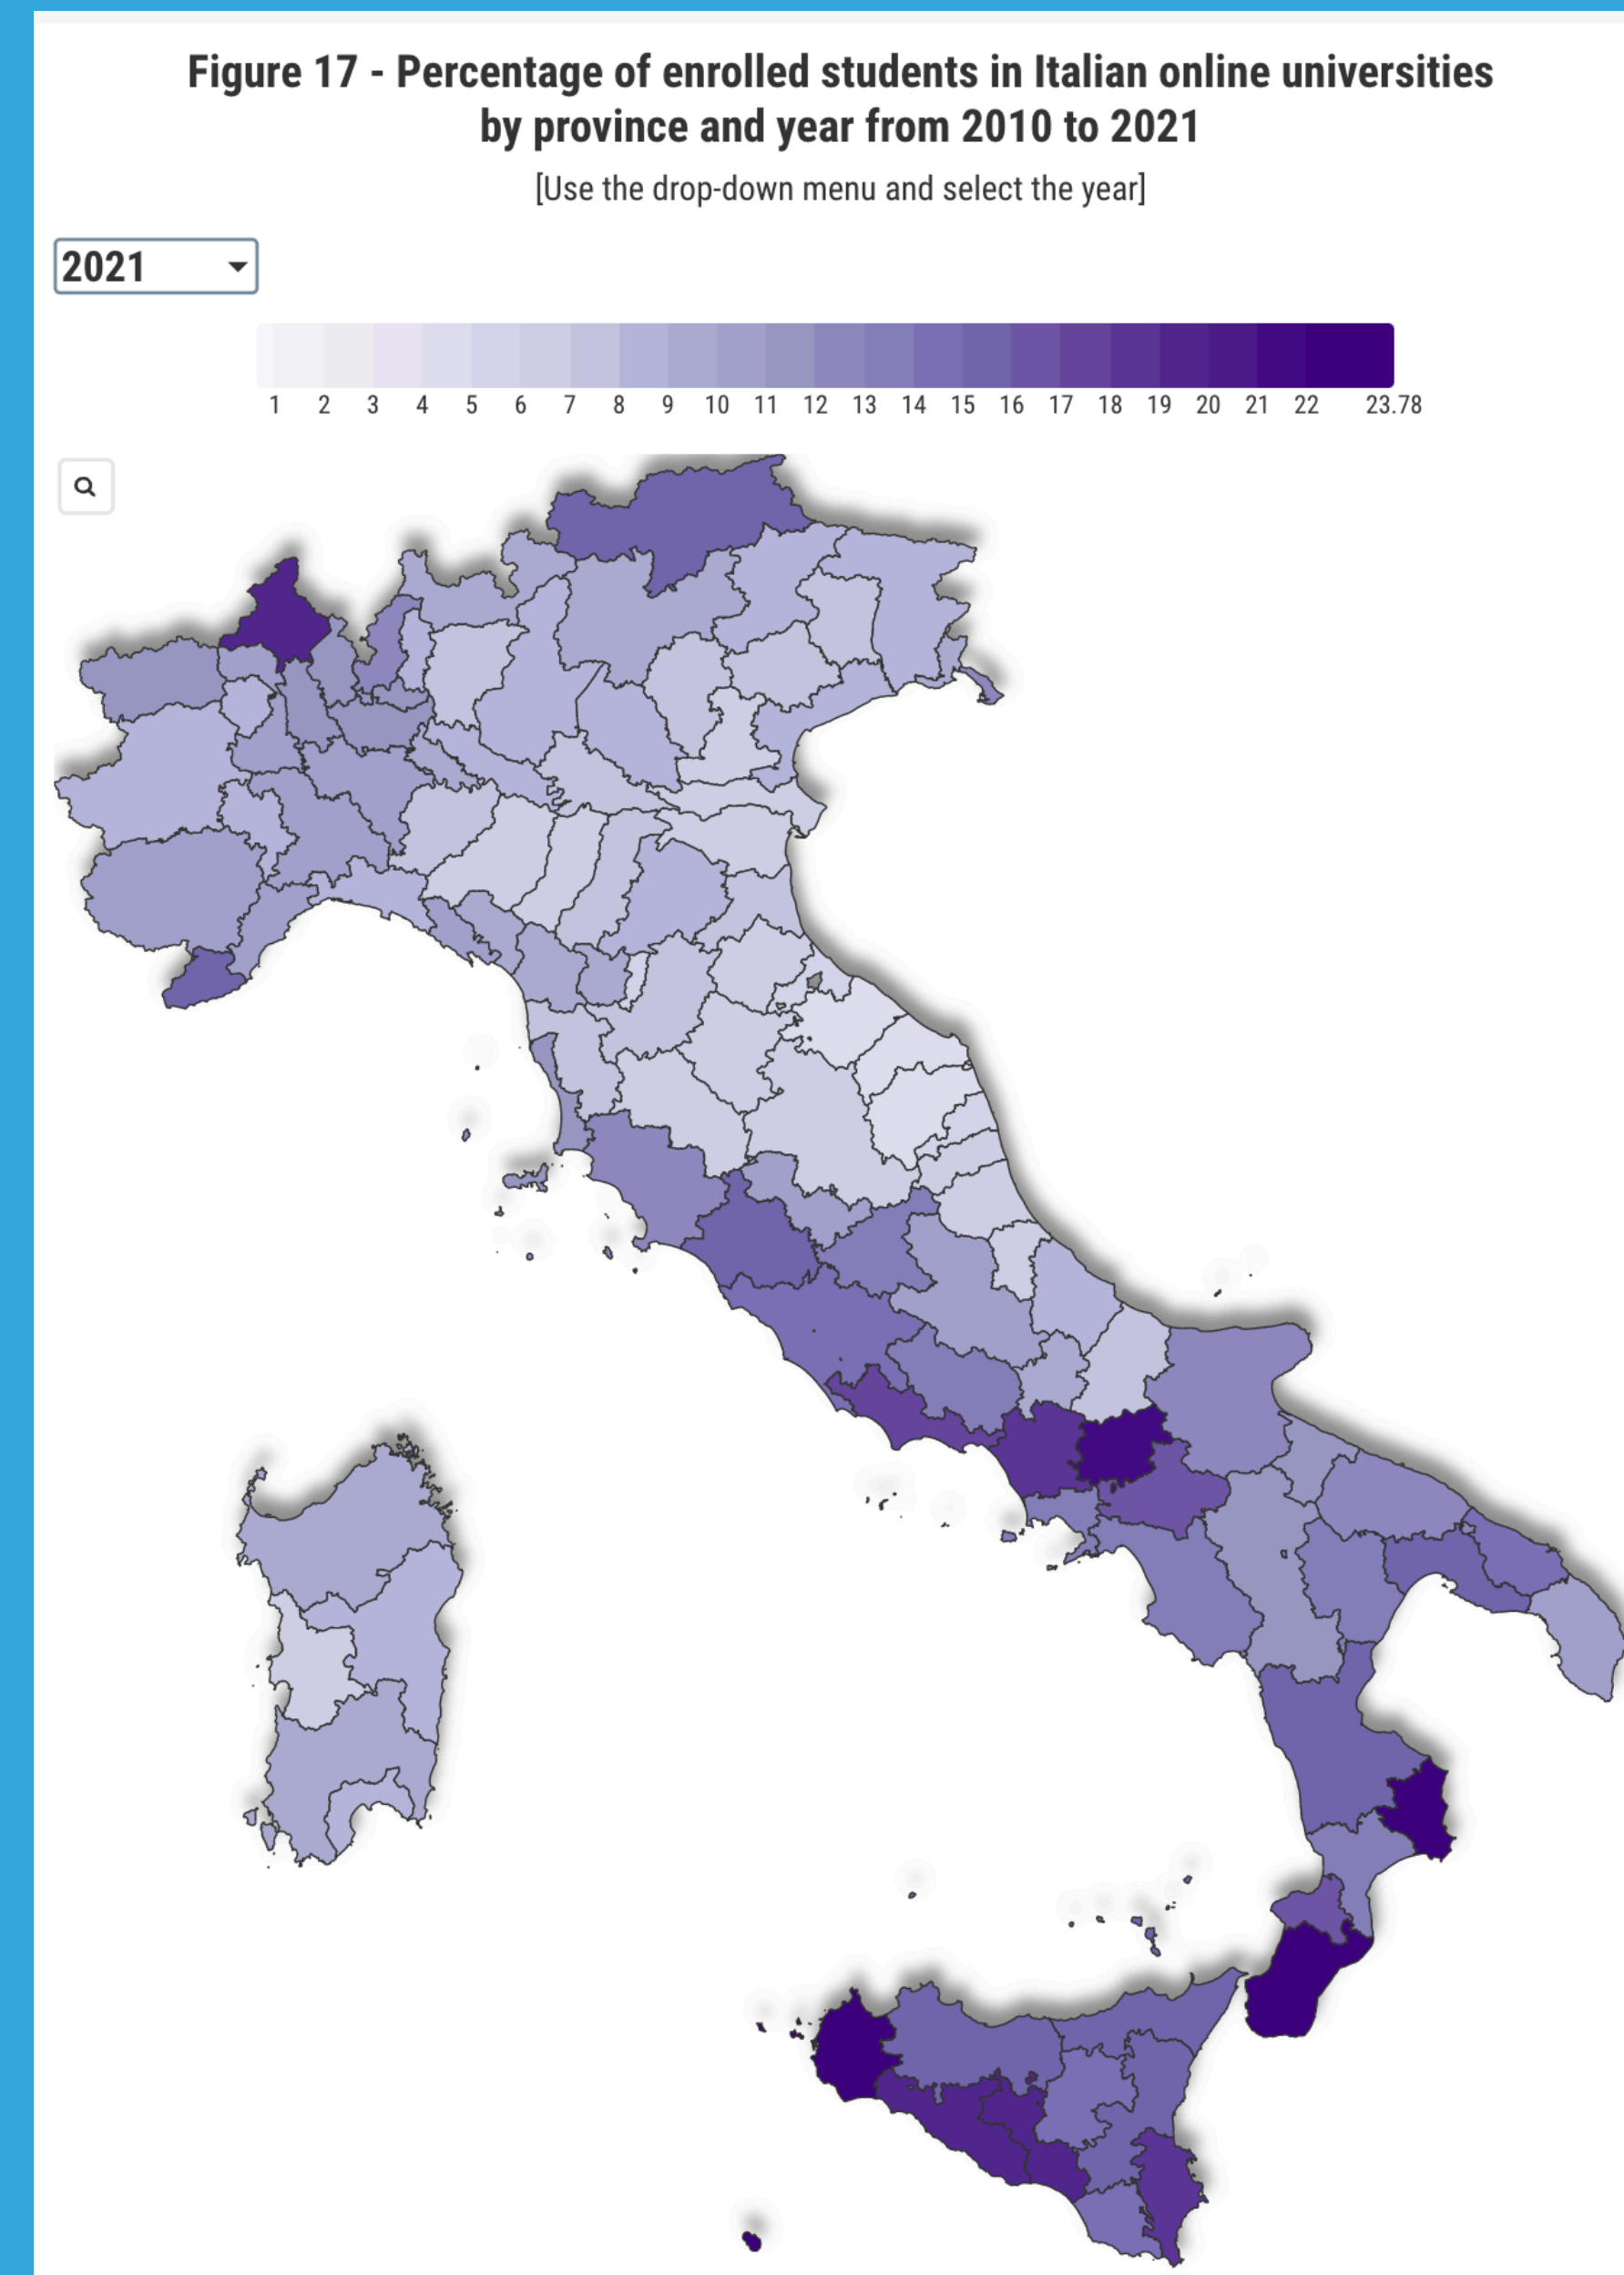 Figure 17 - Percentage of enrolled students in Italian online universities
by province and year from 2010 to 2021
[Use the drop-down menu and select the year]
2021
1 2 3 4 5 6 7 8 9 10 11 12 13 14 15 16 17 18 19 20 21 22 23.78